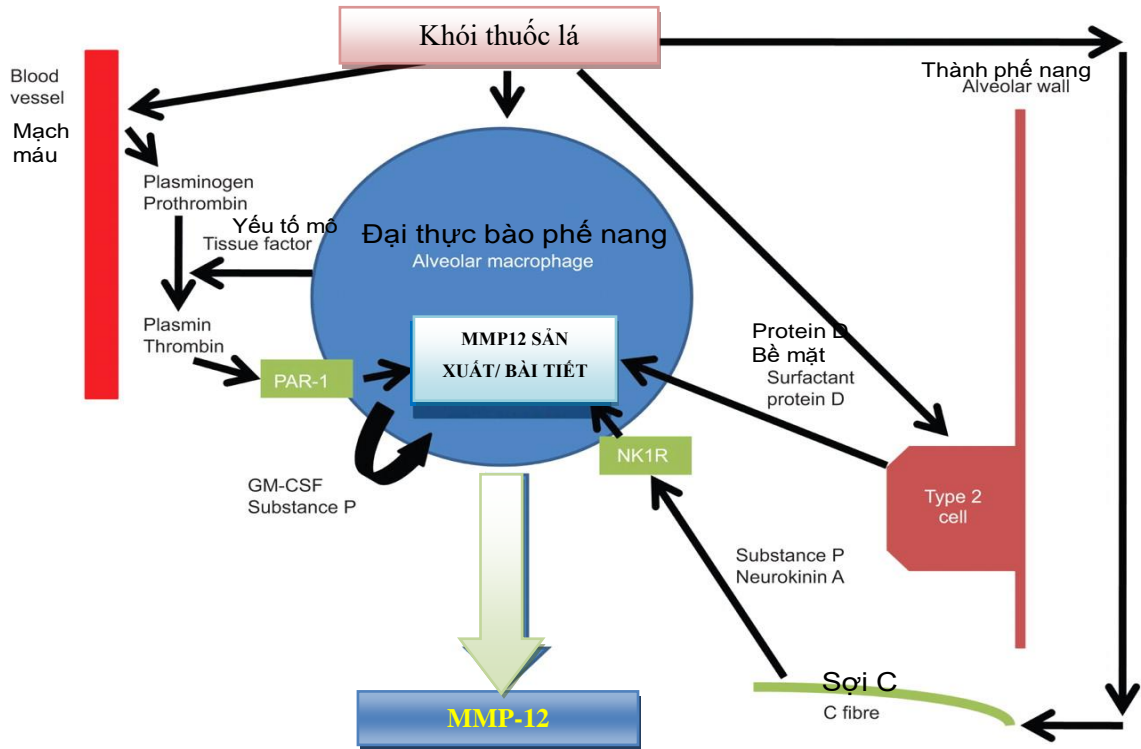 Khói thuốc lá
Blood
vessel
Mạch
máu
Thành phế nang
Alveolar wall
Plasminogen
Prothrombin
Yếu tố mô
Tissue factor
Đại thực bào phế nang
Alveolar macrophage
Plasmin
Thrombin
PAR-1
MMP12 SẢN
XUẤT/ BÀI TIẾT
Protein D
Bề mặt
Surfactant
protein D
NK1R
GM-CSF
Substance P
Type 2
cell
Substance P
Neurokinin A
Sợi C
C fibre
MMP-12